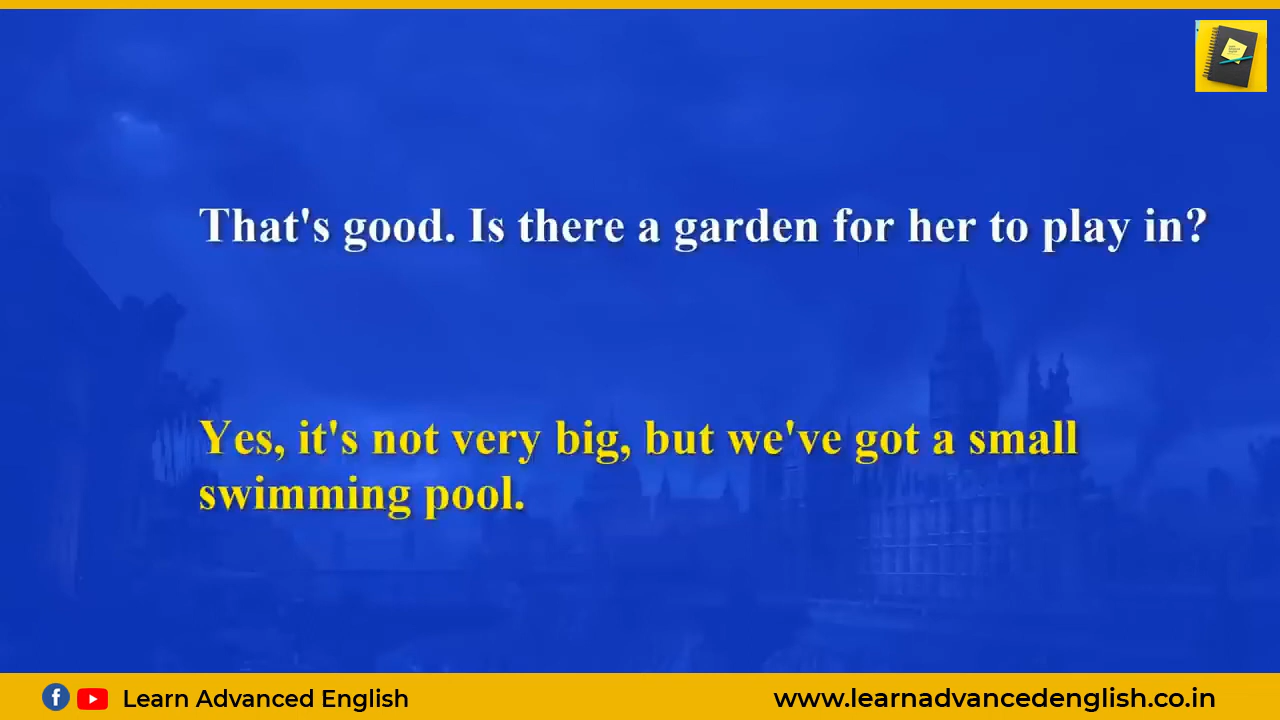 That's good. Is there a garden for her to play in?
Yes, it's not very big, but we've got a small
swimming pool.
Learn Advanced English
www.learnadvancedenglish.co.in